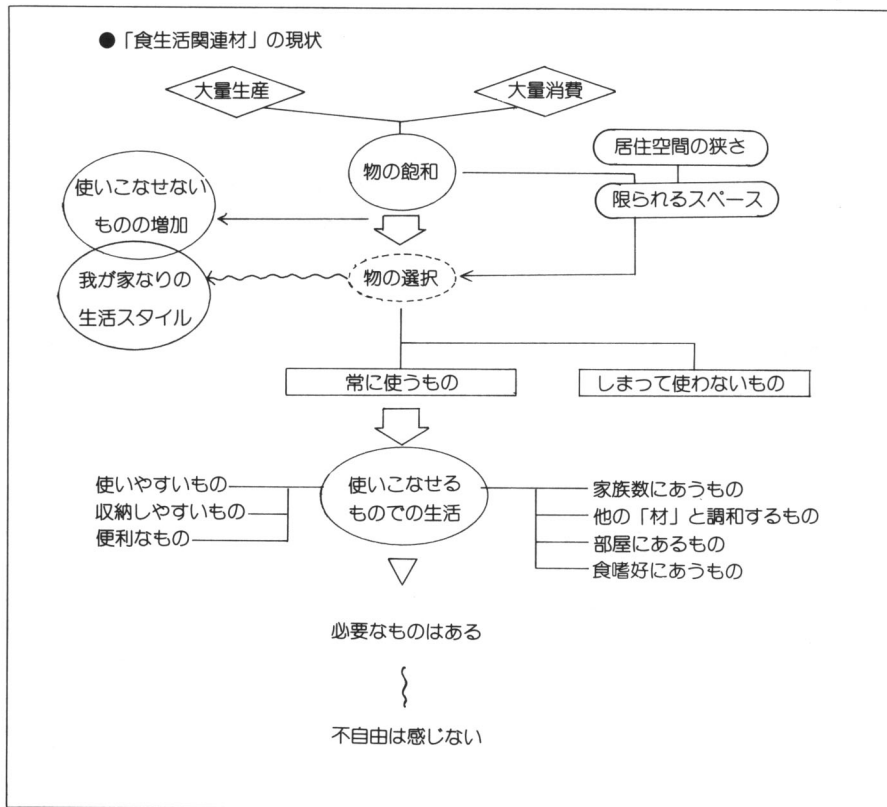 ●「食生活関連材」の現状
大量生産
大量消費
物の飽和
居住空間の狭さ
限られるスペース
使いこなせない
ものの増加
我が家なりの
生活スタイル
物の選択
常に使うもの
しまって使わないもの
使いこなせる
ものでの生活
使いやすいもの
収納しやすいもの
便利なもの
家族数にあうもの
他の「材」と調和するもの
部屋にあるもの
食嗜好にあうもの
必要なものはある
不自由は感じない